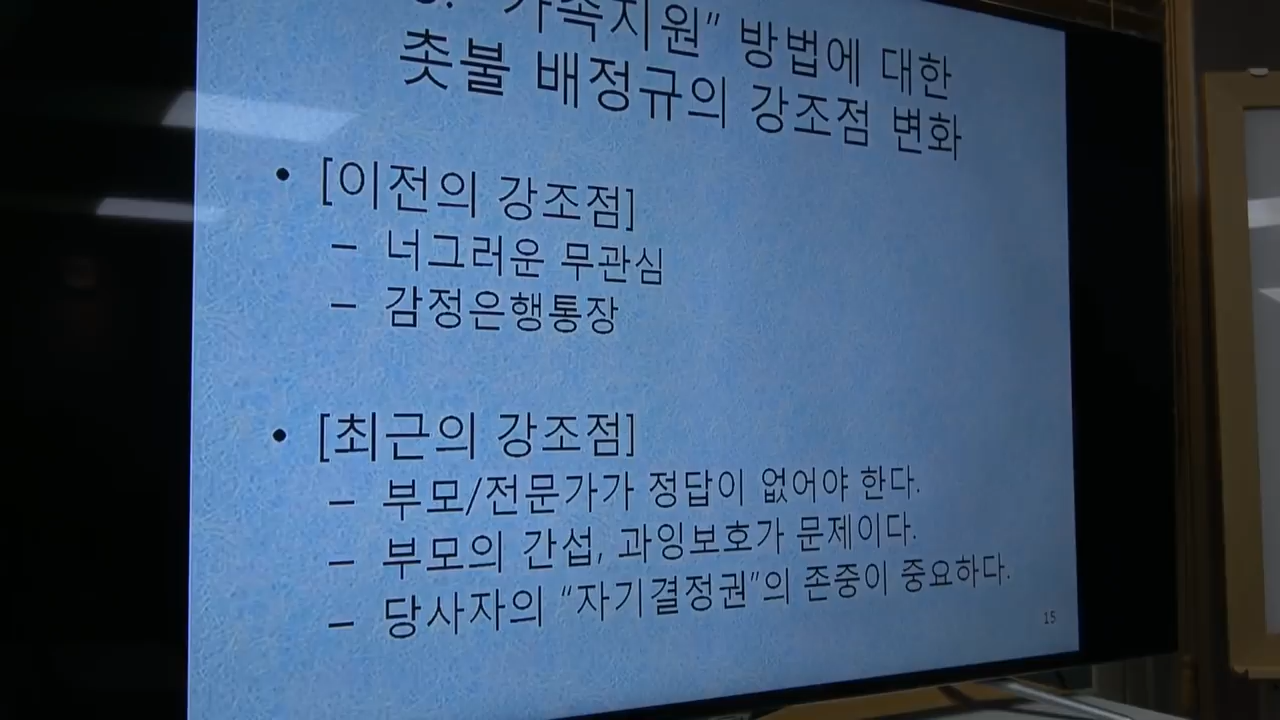 "가족지원" 방법에 대한
촛불 배정규의 강조점 변화
• [이전의 강조점]
– 너그러운 무관심
– 감정은행통장
• [최근의 강조점]
– 부모/전문가가 정답이 없어야 한다.
– 부모의 간섭, 과잉보호가 문제이다.
– 당사자의 "자기결정권"의 존중이 중요하다.
15